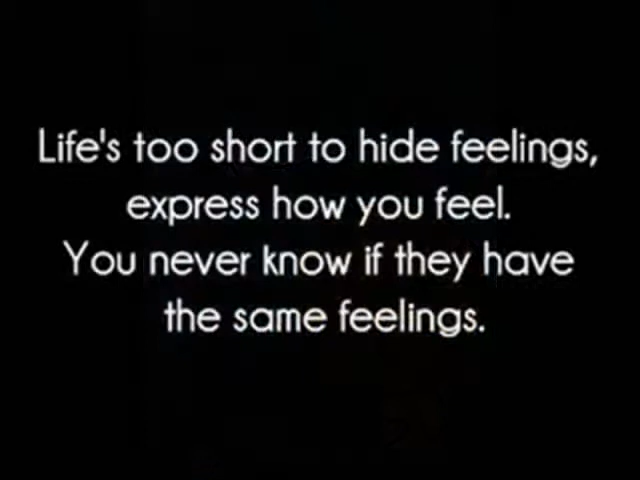 Life's too short to hide feelings,
express how you feel.
You never know if they have
the same feelings.